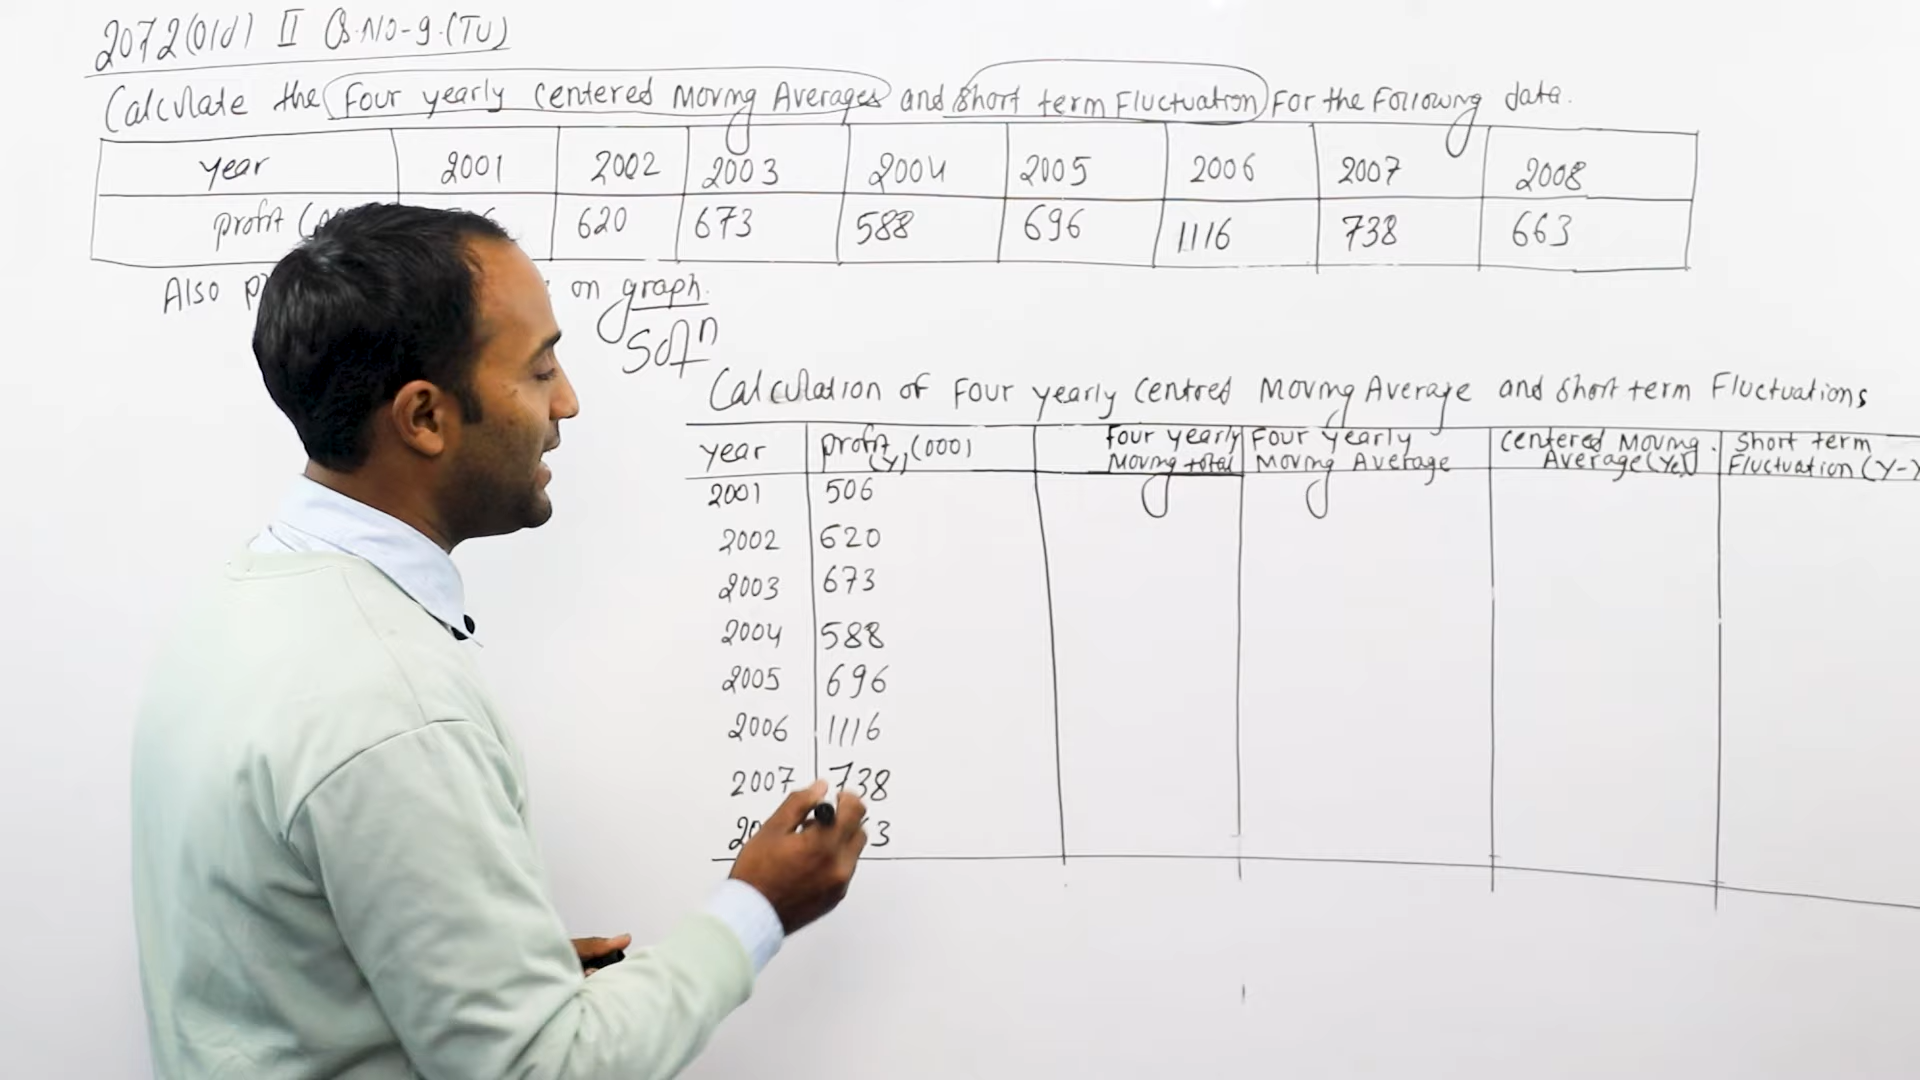 2072(old) II Q.NO-9.(TU)
Calculate the Four yearly Centered Moving Averages and Short term Fluctuation For the Following data.
year 2001 2002 2003 2004 2005 2006 2007 2008
profit 620 673 588 696 1116 738 663
Also on graph.
Soln
Calculation of Four yearly Centred Moving Average and Short term Fluctuations
year profit (Y) (000) Four yearly Moving total Four Yearly Moving Average Centered Moving Average (Yc) Short term Fluctuation (Y-
2001 506
2002 620
2003 673
2004 588
2005 696
2006 1116
2007 738